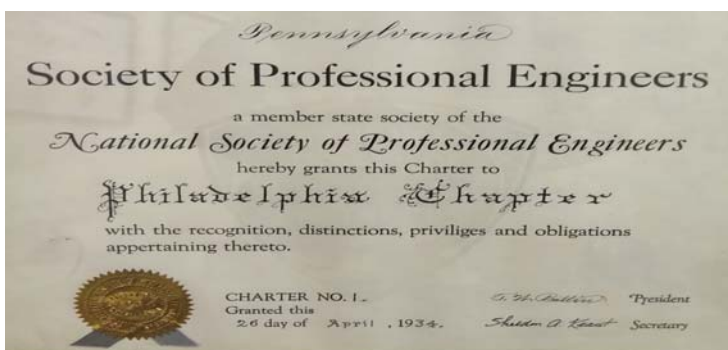 Pennsylvania
Society of Professional Engineers
a member state society of the
National Society of Professional Engineers
hereby grants this Charter to
Philadelphia Chapter
with the recognition, distinctions, priviliges and obligations
appertaining thereto.
CHARTER NO. 1.
Granted this
26 day of April, 1934.
President
Sheldon A. Secretary